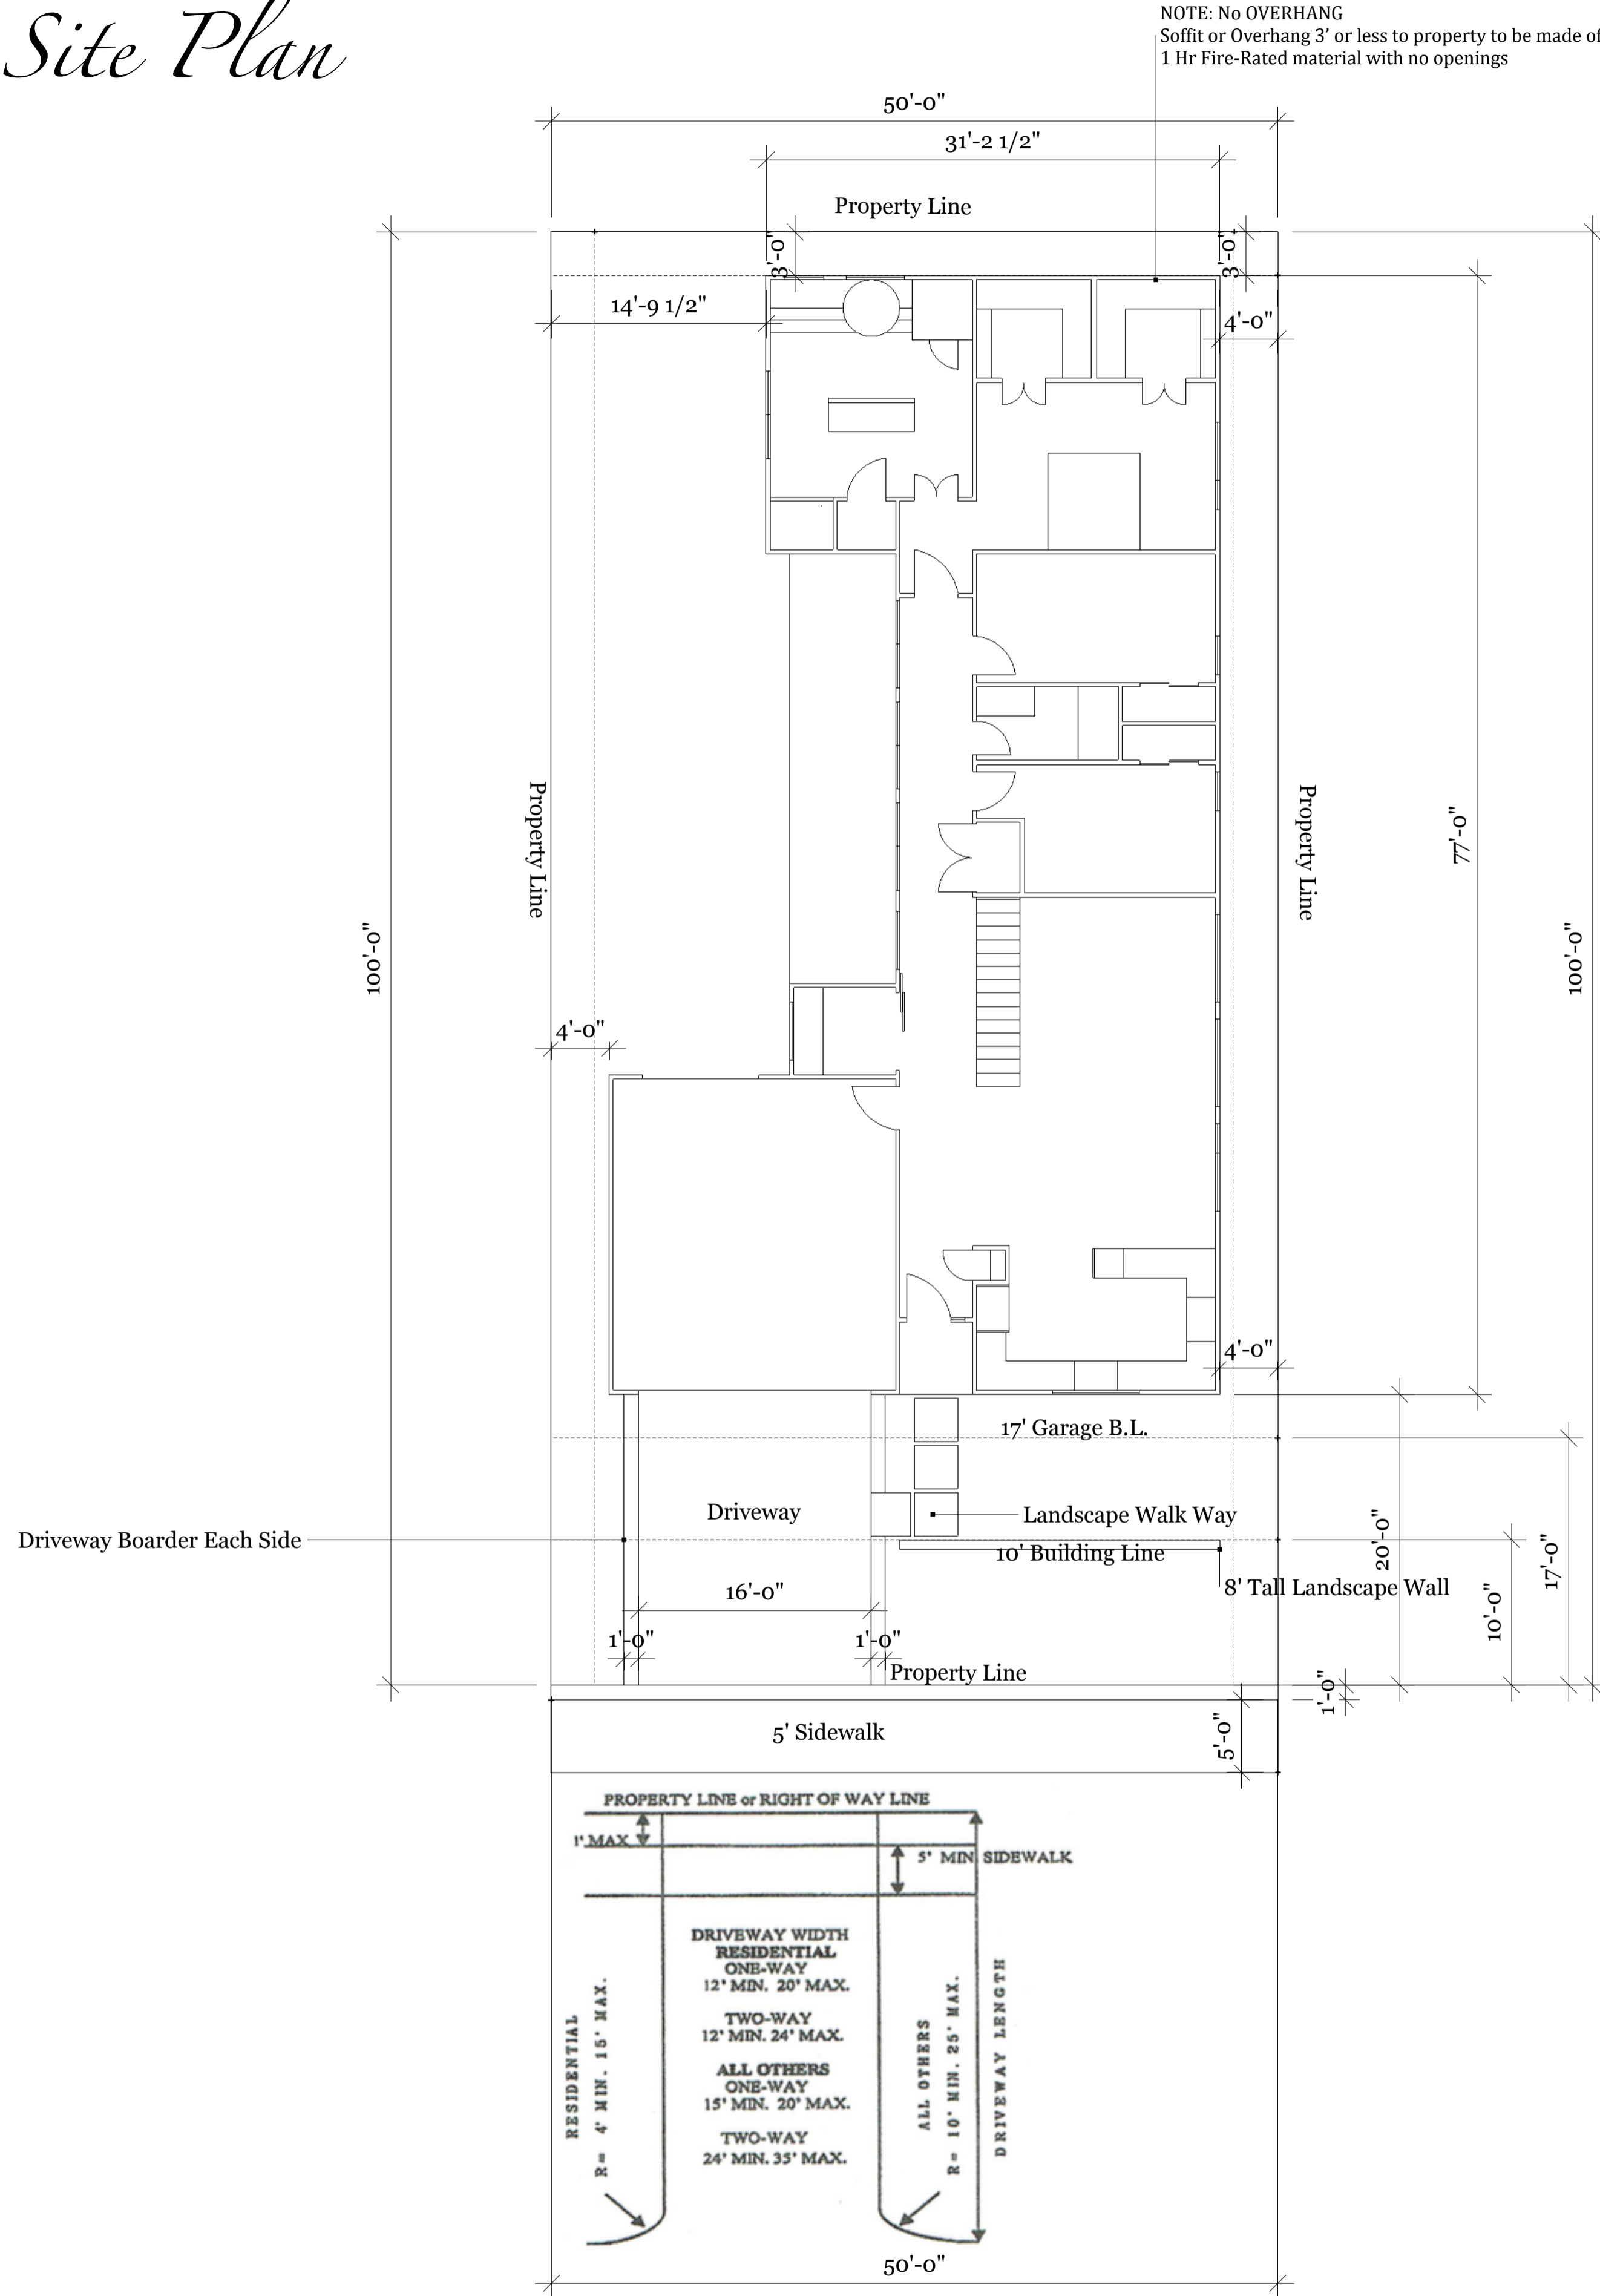 Site Plan
NOTE: No OVERHANG
Soffit or Overhang 3' or less to property to be made of
1 Hr Fire-Rated material with no openings
50'-0"
31'-2 1/2"
Property Line
3'-0"
3'-0"
14'-9 1/2"
4'-0"
Property Line
Property Line
77'-0"
100'-0"
100'-0"
4'-0"
4'-0"
17' Garage B.L.
Driveway
Landscape Walk Way
Driveway Boarder Each Side
10' Building Line
20'-0"
17'-0"
8' Tall Landscape Wall
16'-0"
10'-0"
1'-0"
1'-0"
Property Line
1'-0"
5' Sidewalk
5'-0"
PROPERTY LINE or RIGHT OF WAY LINE
1' MAX
5' MIN SIDEWALK
DRIVEWAY WIDTH
RESIDENTIAL
ONE-WAY
12' MIN. 20' MAX.
TWO-WAY
12' MIN. 24' MAX.
ALL OTHERS
ONE-WAY
15' MIN. 20' MAX.
TWO-WAY
24' MIN. 35' MAX.
RESIDENTIAL
R= 4' MIN. 15' MAX.
ALL OTHERS
R= 10' MIN. 25' MAX.
DRIVEWAY LENGTH
50'-0"